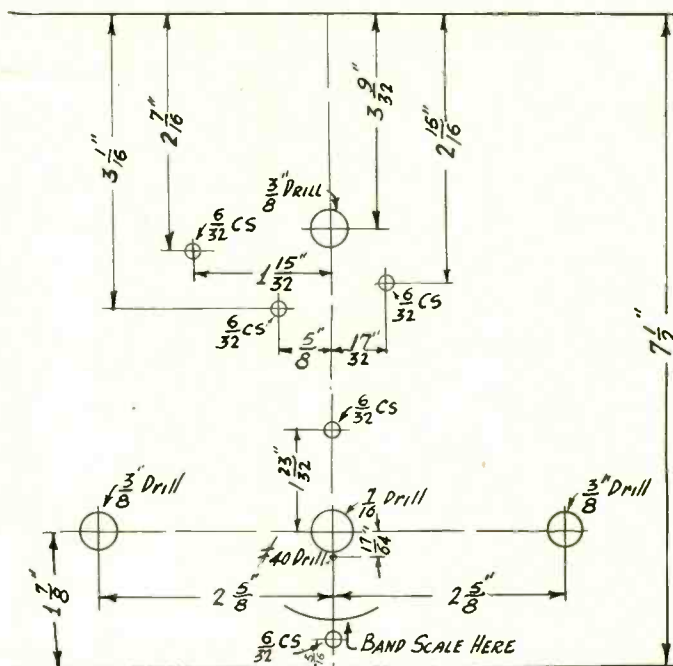 3 1/16"
2 7/16"
3 9/32
2 15/16"
7 1/2"
3/8" DRILL
6/32 CS
1 15/32"
6/32 CS
6/32 CS
5/8"
17"/32
6/32 CS
1 23/32"
3/8" Drill
7/16 Drill
3/8" Drill
17"/64
#40 Drill
1 7/8"
2 5/8"
2 5/8"
6/32 CS
5/16
BAND SCALE HERE